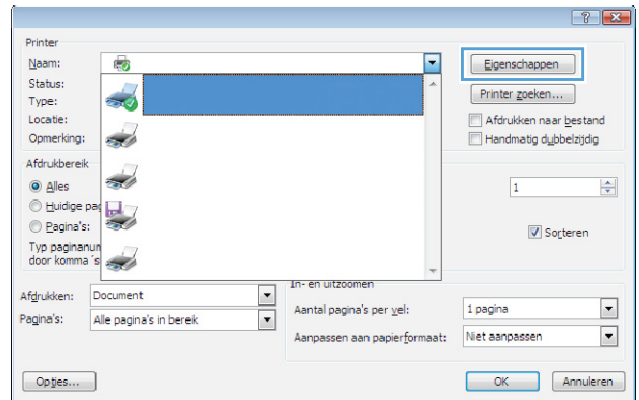 Printer
Naam:
Eigenschappen
Status:
Type:
Printer zoeken...
Locatie:
Afdrukken naar bestand
Opmerking:
Handmatig dubbelzijdig
Afdrukbereik
Alles
1
Huidige pa
Pagina's:
Sorteren
Typ paginanum
door komma´s
In- en uitzoomen
Afdrukken:
Document
Aantal pagina's per vel:
1 pagina
Pagina's:
Alle pagina's in bereik
Aanpassen aan papierformaat:
Niet aanpassen
Opties...
OK
Annuleren